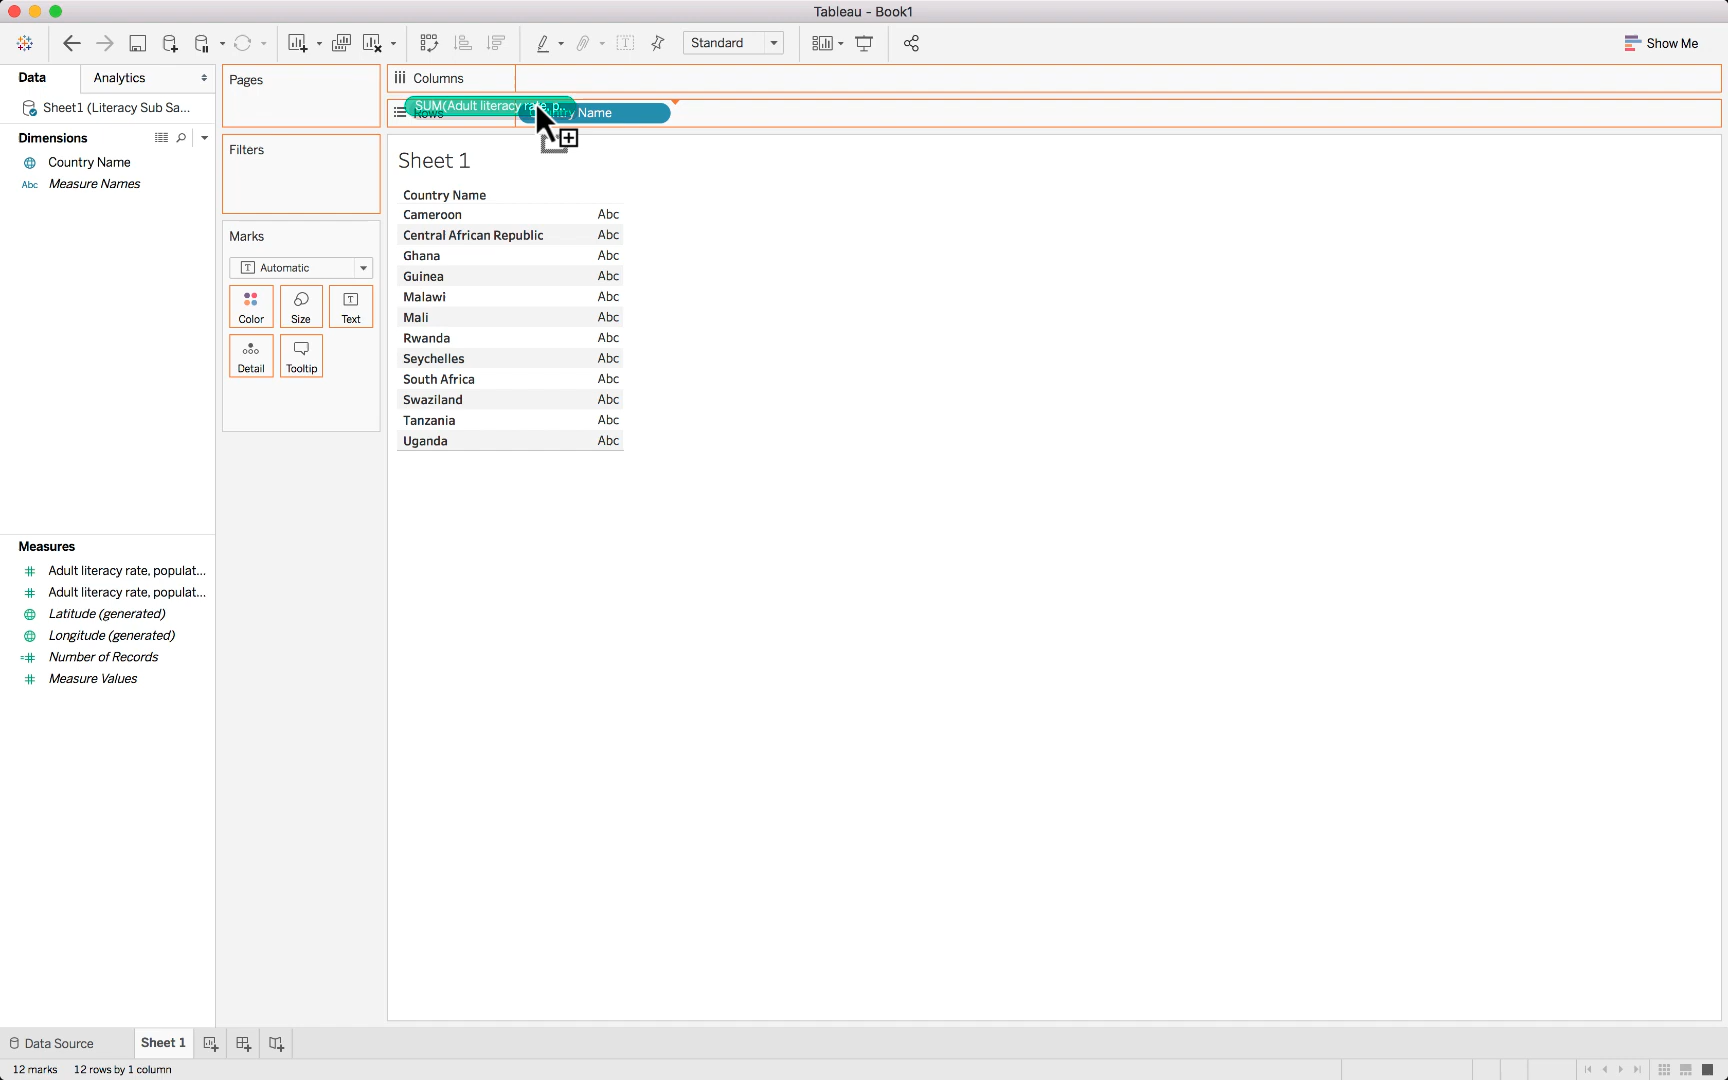 Tableau - Book1
Standard
Show Me
Data
Analytics
Pages
Columns
Sheet1 (Literacy Sub Sa...
SUM(Adult literacy rate, p..
Name
Dimensions
Filters
Country Name
Abc Measure Names
Sheet 1
Country Name
Cameroon Abc
Central African Republic Abc
Ghana Abc
Guinea Abc
Malawi Abc
Mali Abc
Rwanda Abc
Seychelles Abc
South Africa Abc
Swaziland Abc
Tanzania Abc
Uganda Abc
Marks
T Automatic
Color
Size
T Text
Detail
Tooltip
Measures
Adult literacy rate, populat...
Adult literacy rate, populat...
Latitude (generated)
Longitude (generated)
Number of Records
Measure Values
Data Source
Sheet 1
12 marks 12 rows by 1 column